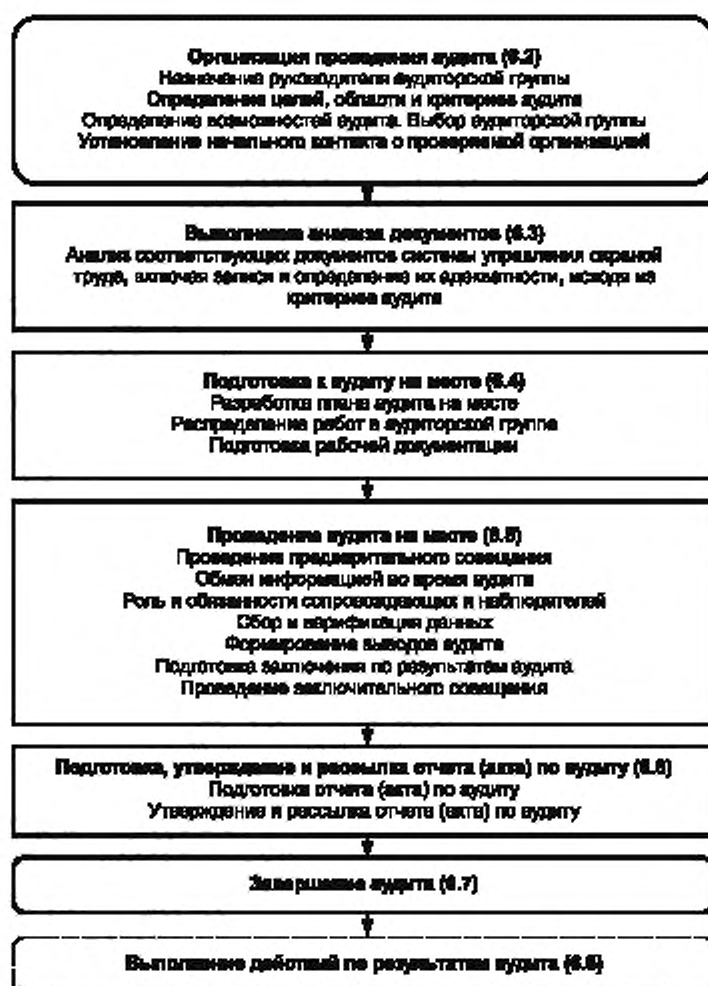 Организация проведения аудита (6.2)
Назначение руководителя аудиторской группы
Определение целей, области и критериев аудита
Определение возможностей аудита. Выбор аудиторской группы
Установление начального контакта с проверяемой организацией
Выполнение анализа документов (6.3)
Анализ соответствующих документов системы управления охраной
труда, включая записи и определение их адекватности, исходя из
критериев аудита
Подготовка к аудиту на месте (6.4)
Разработка плана аудита на месте
Распределение работ в аудиторской группе
Подготовка рабочей документации
Проведение аудита на месте (6.5)
Проведение предварительного совещания
Обмен информацией во время аудита
Роль и обязанности сопровождающих и наблюдателей
Сбор и верификация данных
Формирование выводов аудита
Подготовка заключения по результатам аудита
Проведение заключительного совещания
Подготовка, утверждение и рассылка отчета (акта) по аудиту (6.6)
Подготовка отчета (акта) по аудиту
Утверждение и рассылка отчета (акта) по аудиту
Завершение аудита (6.7)
Выполнение действий по результатам аудита (6.8)